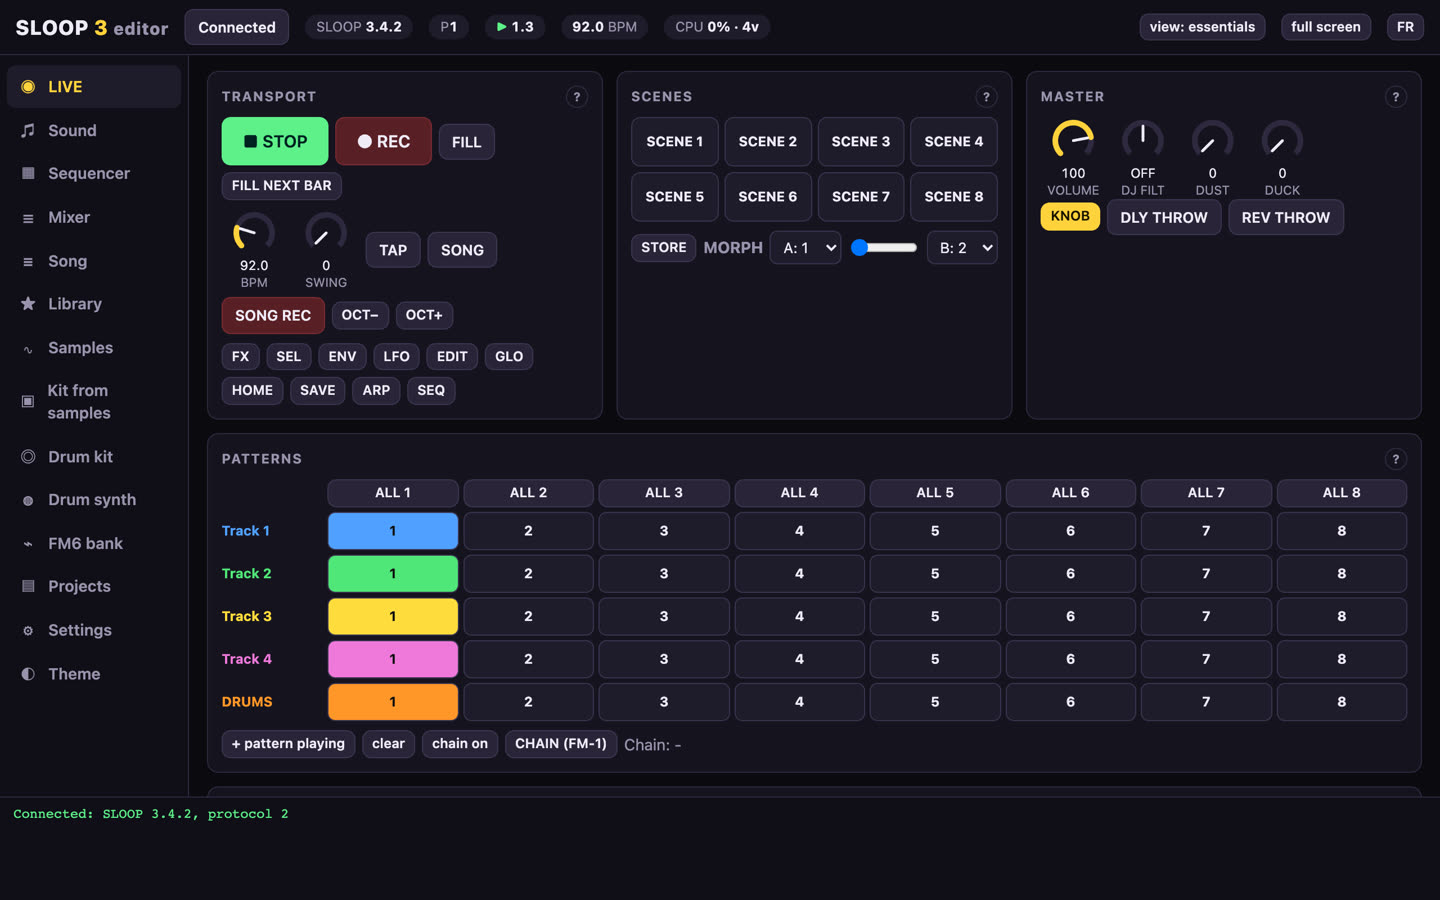 SLOOP 3 editor Connected SLOOP 3.4.2 P1 ▶ 1.3 92.0 BPM CPU 0% · 4v view: essentials full screen FR
LIVE
Sound
Sequencer
Mixer
Song
Library
Samples
Kit from
samples
Drum kit
Drum synth
FM6 bank
Projects
Settings
Theme
TRANSPORT ?
STOP REC FILL
FILL NEXT BAR
92.0 0 TAP SONG
BPM SWING
SONG REC OCT− OCT+
FX SEL ENV LFO EDIT GLO
HOME SAVE ARP SEQ
SCENES ?
SCENE 1 SCENE 2 SCENE 3 SCENE 4
SCENE 5 SCENE 6 SCENE 7 SCENE 8
STORE MORPH A: 1 B: 2
MASTER ?
100 OFF 0 0
VOLUME DJ FILT DUST DUCK
KNOB DLY THROW REV THROW
PATTERNS ?
ALL 1 ALL 2 ALL 3 ALL 4 ALL 5 ALL 6 ALL 7 ALL 8
Track 1 1 2 3 4 5 6 7 8
Track 2 1 2 3 4 5 6 7 8
Track 3 1 2 3 4 5 6 7 8
Track 4 1 2 3 4 5 6 7 8
DRUMS 1 2 3 4 5 6 7 8
+ pattern playing clear chain on CHAIN (FM-1) Chain: -
Connected: SLOOP 3.4.2, protocol 2